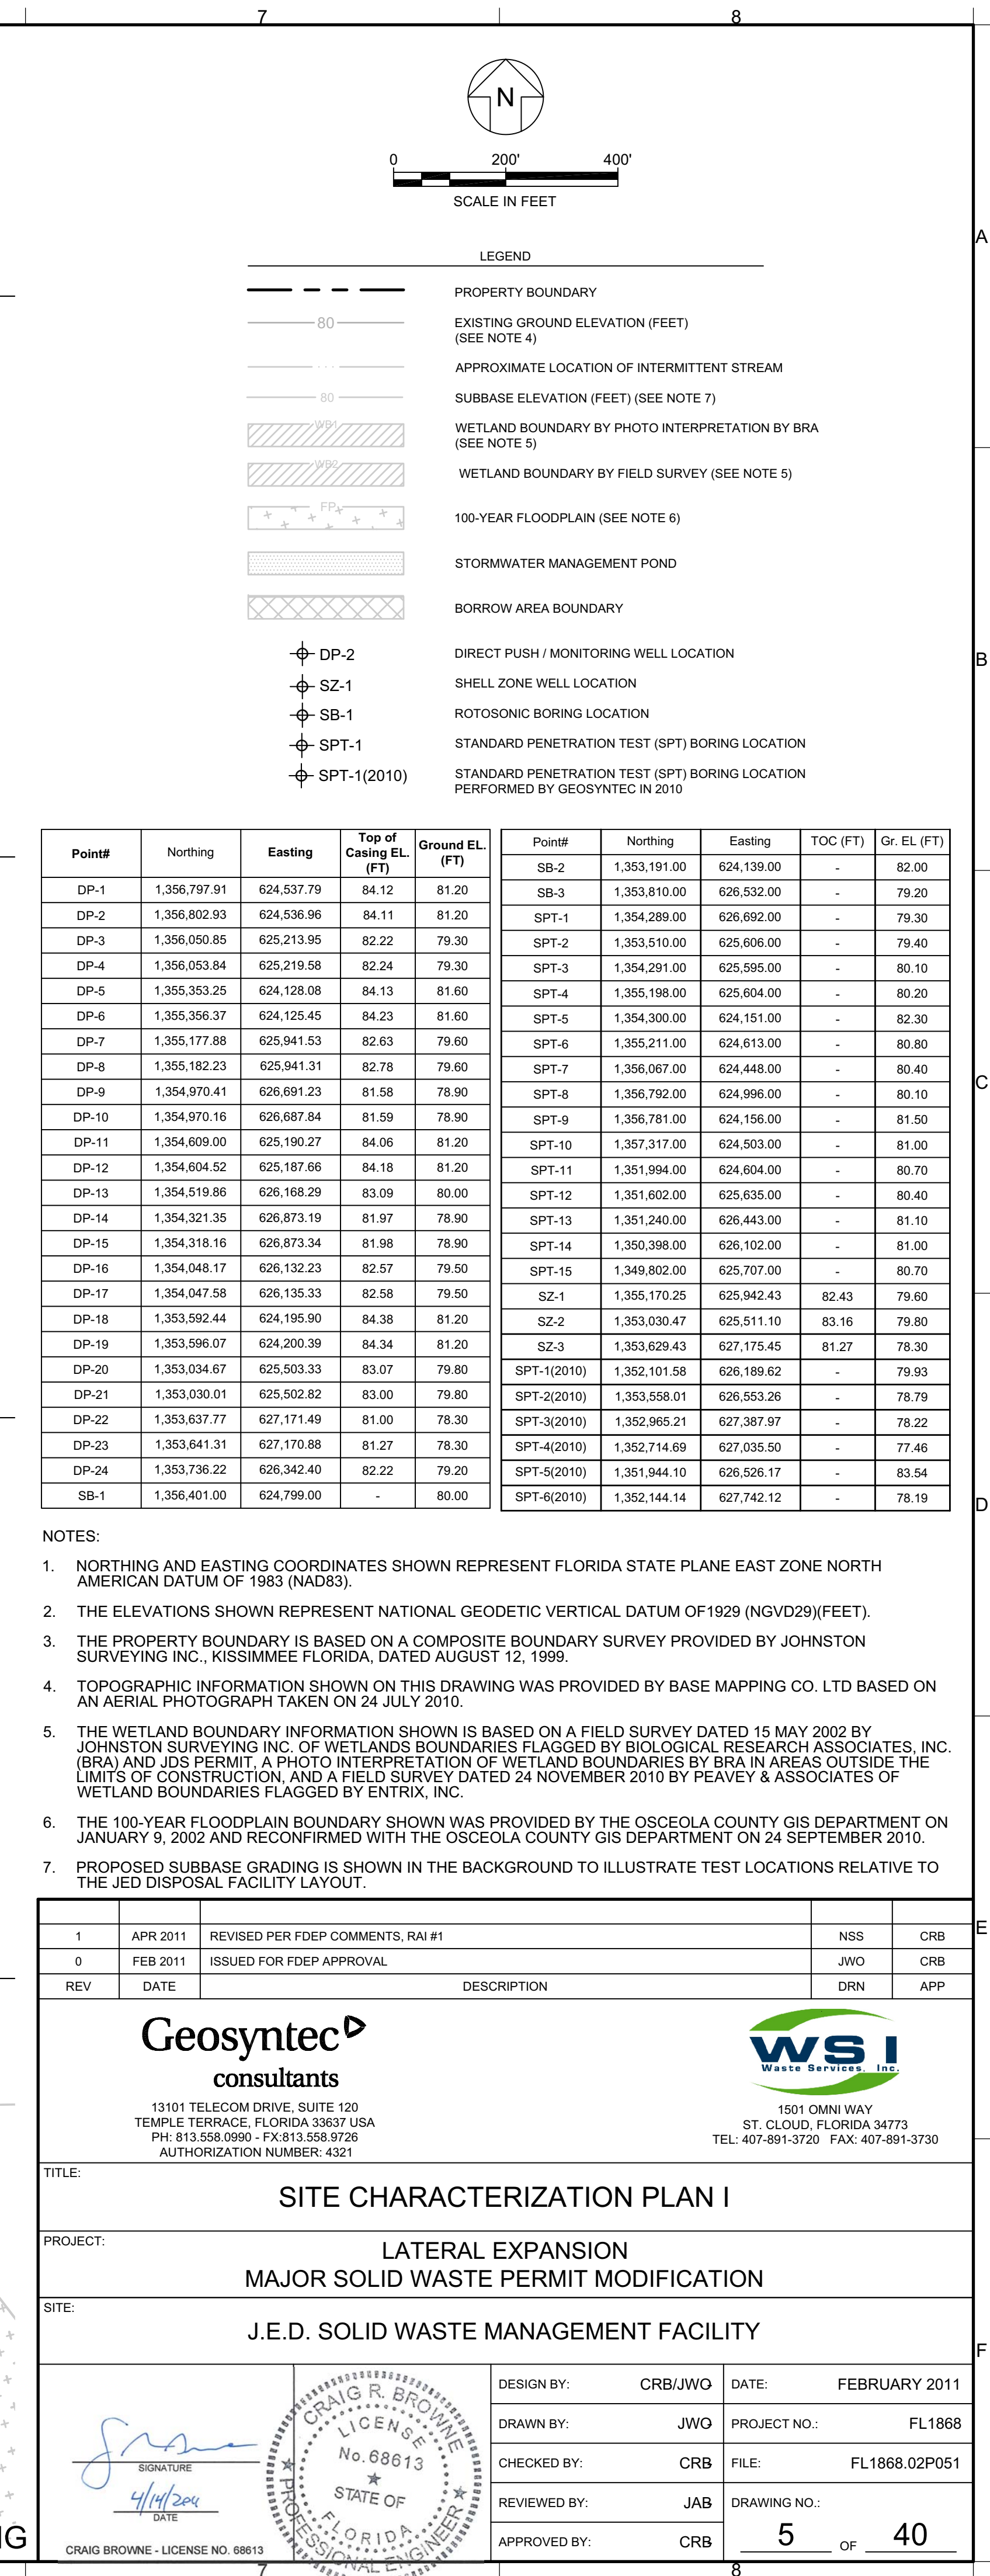 7
8
N
0 200' 400'
SCALE IN FEET
A
LEGEND
PROPERTY BOUNDARY
80 EXISTING GROUND ELEVATION (FEET)
(SEE NOTE 4)
APPROXIMATE LOCATION OF INTERMITTENT STREAM
80 SUBBASE ELEVATION (FEET) (SEE NOTE 7)
WB1 WETLAND BOUNDARY BY PHOTO INTERPRETATION BY BRA
(SEE NOTE 5)
WB2 WETLAND BOUNDARY BY FIELD SURVEY (SEE NOTE 5)
FP 100-YEAR FLOODPLAIN (SEE NOTE 6)
STORMWATER MANAGEMENT POND
BORROW AREA BOUNDARY
DP-2 DIRECT PUSH / MONITORING WELL LOCATION
B
SZ-1 SHELL ZONE WELL LOCATION
SB-1 ROTOSONIC BORING LOCATION
SPT-1 STANDARD PENETRATION TEST (SPT) BORING LOCATION
SPT-1(2010) STANDARD PENETRATION TEST (SPT) BORING LOCATION
PERFORMED BY GEOSYNTEC IN 2010
Point# Northing Easting Top of Casing EL. (FT) Ground EL. (FT)
DP-1 1,356,797.91 624,537.79 84.12 81.20
DP-2 1,356,802.93 624,536.96 84.11 81.20
DP-3 1,356,050.85 625,213.95 82.22 79.30
DP-4 1,356,053.84 625,219.58 82.24 79.30
DP-5 1,355,353.25 624,128.08 84.13 81.60
DP-6 1,355,356.37 624,125.45 84.23 81.60
DP-7 1,355,177.88 625,941.53 82.63 79.60
DP-8 1,355,182.23 625,941.31 82.78 79.60
DP-9 1,354,970.41 626,691.23 81.58 78.90
DP-10 1,354,970.16 626,687.84 81.59 78.90
DP-11 1,354,609.00 625,190.27 84.06 81.20
DP-12 1,354,604.52 625,187.66 84.18 81.20
DP-13 1,354,519.86 626,168.29 83.09 80.00
DP-14 1,354,321.35 626,873.19 81.97 78.90
DP-15 1,354,318.16 626,873.34 81.98 78.90
DP-16 1,354,048.17 626,132.23 82.57 79.50
DP-17 1,354,047.58 626,135.33 82.58 79.50
DP-18 1,353,592.44 624,195.90 84.38 81.20
DP-19 1,353,596.07 624,200.39 84.34 81.20
DP-20 1,353,034.67 625,503.33 83.07 79.80
DP-21 1,353,030.01 625,502.82 83.00 79.80
DP-22 1,353,637.77 627,171.49 81.00 78.30
DP-23 1,353,641.31 627,170.88 81.27 78.30
DP-24 1,353,736.22 626,342.40 82.22 79.20
SB-1 1,356,401.00 624,799.00 - 80.00
Point# Northing Easting TOC (FT) Gr. EL (FT)
SB-2 1,353,191.00 624,139.00 - 82.00
SB-3 1,353,810.00 626,532.00 - 79.20
SPT-1 1,354,289.00 626,692.00 - 79.30
SPT-2 1,353,510.00 625,606.00 - 79.40
SPT-3 1,354,291.00 625,595.00 - 80.10
SPT-4 1,355,198.00 625,604.00 - 80.20
SPT-5 1,354,300.00 624,151.00 - 82.30
SPT-6 1,355,211.00 624,613.00 - 80.80
SPT-7 1,356,067.00 624,448.00 - 80.40
SPT-8 1,356,792.00 624,996.00 - 80.10
SPT-9 1,356,781.00 624,156.00 - 81.50
SPT-10 1,357,317.00 624,503.00 - 81.00
SPT-11 1,351,994.00 624,604.00 - 80.70
SPT-12 1,351,602.00 625,635.00 - 80.40
SPT-13 1,351,240.00 626,443.00 - 81.10
SPT-14 1,350,398.00 626,102.00 - 81.00
SPT-15 1,349,802.00 625,707.00 - 80.70
SZ-1 1,355,170.25 625,942.43 82.43 79.60
SZ-2 1,353,030.47 625,511.10 83.16 79.80
SZ-3 1,353,629.43 627,175.45 81.27 78.30
SPT-1(2010) 1,352,101.58 626,189.62 - 79.93
SPT-2(2010) 1,353,558.01 626,553.26 - 78.79
SPT-3(2010) 1,352,965.21 627,387.97 - 78.22
SPT-4(2010) 1,352,714.69 627,035.50 - 77.46
SPT-5(2010) 1,351,944.10 626,526.17 - 83.54
SPT-6(2010) 1,352,144.14 627,742.12 - 78.19
C
D
NOTES:
1. NORTHING AND EASTING COORDINATES SHOWN REPRESENT FLORIDA STATE PLANE EAST ZONE NORTH
AMERICAN DATUM OF 1983 (NAD83).
2. THE ELEVATIONS SHOWN REPRESENT NATIONAL GEODETIC VERTICAL DATUM OF1929 (NGVD29)(FEET).
3. THE PROPERTY BOUNDARY IS BASED ON A COMPOSITE BOUNDARY SURVEY PROVIDED BY JOHNSTON
SURVEYING INC., KISSIMMEE FLORIDA, DATED AUGUST 12, 1999.
4. TOPOGRAPHIC INFORMATION SHOWN ON THIS DRAWING WAS PROVIDED BY BASE MAPPING CO. LTD BASED ON
AN AERIAL PHOTOGRAPH TAKEN ON 24 JULY 2010.
5. THE WETLAND BOUNDARY INFORMATION SHOWN IS BASED ON A FIELD SURVEY DATED 15 MAY 2002 BY
JOHNSTON SURVEYING INC. OF WETLANDS BOUNDARIES FLAGGED BY BIOLOGICAL RESEARCH ASSOCIATES, INC.
(BRA) AND JDS PERMIT, A PHOTO INTERPRETATION OF WETLAND BOUNDARIES BY BRA IN AREAS OUTSIDE THE
LIMITS OF CONSTRUCTION, AND A FIELD SURVEY DATED 24 NOVEMBER 2010 BY PEAVEY & ASSOCIATES OF
WETLAND BOUNDARIES FLAGGED BY ENTRIX, INC.
6. THE 100-YEAR FLOODPLAIN BOUNDARY SHOWN WAS PROVIDED BY THE OSCEOLA COUNTY GIS DEPARTMENT ON
JANUARY 9, 2002 AND RECONFIRMED WITH THE OSCEOLA COUNTY GIS DEPARTMENT ON 24 SEPTEMBER 2010.
7. PROPOSED SUBBASE GRADING IS SHOWN IN THE BACKGROUND TO ILLUSTRATE TEST LOCATIONS RELATIVE TO
THE JED DISPOSAL FACILITY LAYOUT.
E
1 APR 2011 REVISED PER FDEP COMMENTS, RAI #1 NSS CRB
0 FEB 2011 ISSUED FOR FDEP APPROVAL JWO CRB
REV DATE DESCRIPTION DRN APP
Geosyntec
consultants
13101 TELECOM DRIVE, SUITE 120
TEMPLE TERRACE, FLORIDA 33637 USA
PH: 813.558.0990 - FX:813.558.9726
AUTHORIZATION NUMBER: 4321
WSI
Waste Services, Inc.
1501 OMNI WAY
ST. CLOUD, FLORIDA 34773
TEL: 407-891-3720 FAX: 407-891-3730
TITLE:
SITE CHARACTERIZATION PLAN I
PROJECT:
LATERAL EXPANSION
MAJOR SOLID WASTE PERMIT MODIFICATION
SITE:
J.E.D. SOLID WASTE MANAGEMENT FACILITY
F
SIGNATURE
4/14/2011
DATE
CRAIG BROWNE - LICENSE NO. 68613
CRAIG R. BROWNE
LICENSE
No.68613
STATE OF
FLORIDA
PROFESSIONAL ENGINEER
DESIGN BY: CRB/JWO DATE: FEBRUARY 2011
DRAWN BY: JWO PROJECT NO.: FL1868
CHECKED BY: CRB FILE: FL1868.02P051
REVIEWED BY: JAB DRAWING NO.:
APPROVED BY: CRB 5 OF 40
7
8